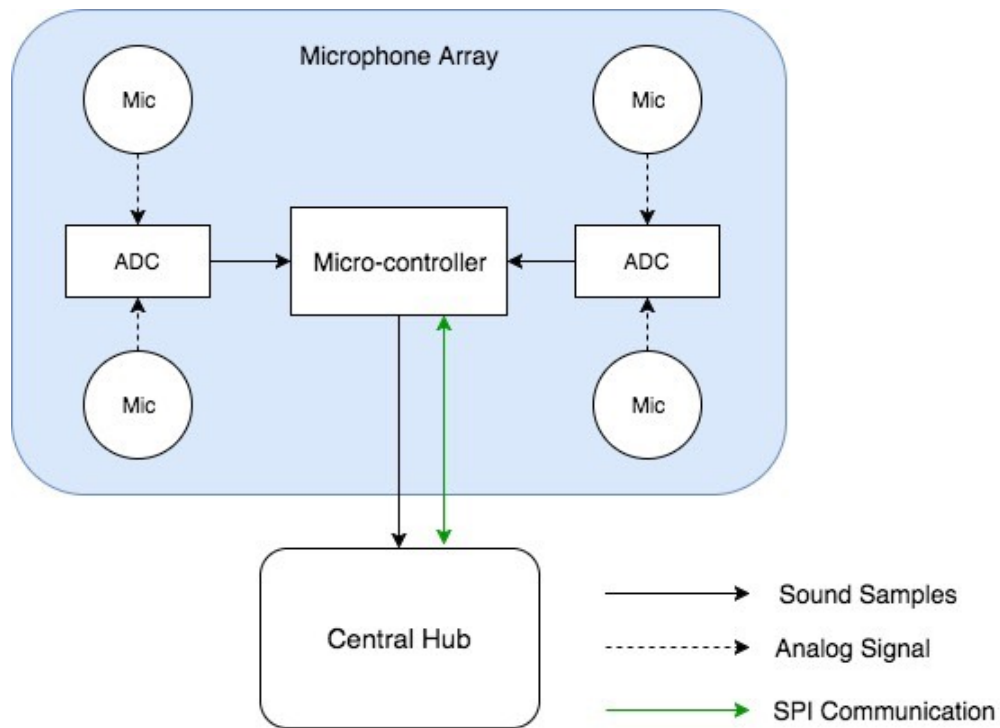 Microphone Array
Mic
Mic
ADC
Micro-controller
ADC
Mic
Mic
Central Hub
Sound Samples
Analog Signal
SPI Communication